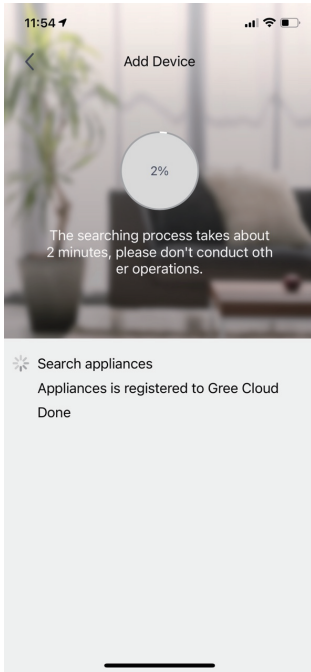 11:54
Add Device
2%
The searching process takes about
2 minutes, please don't conduct oth
er operations.
Search appliances
Appliances is registered to Gree Cloud
Done